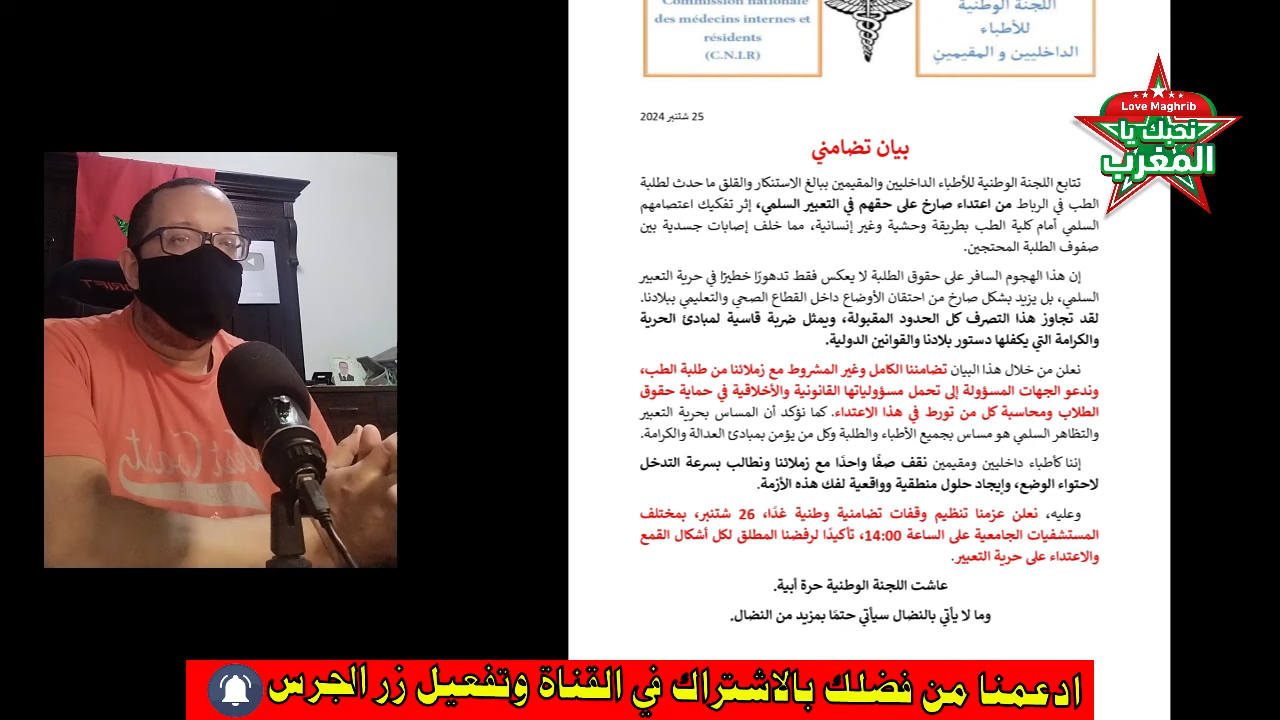 Commission nationale
des médecins internes et
résidents
(C.N.I.R)
اللجنة الوطنية
للأطباء
الداخليين و المقيمين
25 شتنبر 2024
بيان تضامني
تتابع اللجنة الوطنية للأطباء الداخليين والمقيمين ببالغ الاستنكار والقلق ما حدث لطلبة
الطب في الرباط من اعتداء صارخ على حقهم في التعبير السلمي، إثر تفكيك اعتصامهم
السلمي أمام كلية الطب بطريقة وحشية وغير إنسانية، مما خلف إصابات جسدية بين
صفوف الطلبة المحتجين.
إن هذا الهجوم السافر على حقوق الطلبة لا يعكس فقط تدهورًا خطيرًا في حرية التعبير
السلمي، بل يزيد بشكل صارخ من احتقان الأوضاع داخل القطاع الصحي والتعليمي ببلادنا.
لقد تجاوز هذا التصرف كل الحدود المقبولة، ويمثل ضربة قاسية لمبادئ الحرية
والكرامة التي يكفلها دستور بلادنا والقوانين الدولية.
نعلن من خلال هذا البيان تضامننا الكامل وغير المشروط مع زملائنا من طلبة الطب،
وندعو الجهات المسؤولة إلى تحمل مسؤولياتها القانونية والأخلاقية في حماية حقوق
الطلاب ومحاسبة كل من تورط في هذا الاعتداء. كما نؤكد أن المساس بحرية التعبير
والتظاهر السلمي هو مساس بجميع الأطباء والطلبة وكل من يؤمن بمبادئ العدالة والكرامة.
إننا كأطباء داخليين ومقيمين نقف صفًا واحدًا مع زملائنا ونطالب بسرعة التدخل
لاحتواء الوضع، وإيجاد حلول منطقية وواقعية لفك هذه الأزمة.
وعليه، نعلن عزمنا تنظيم وقفات تضامنية وطنية غدًا، 26 شتنبر، بمختلف
المستشفيات الجامعية على الساعة 14:00، تأكيدًا لرفضنا المطلق لكل أشكال القمع
والاعتداء على حرية التعبير.
عاشت اللجنة الوطنية حرة أبية.
وما لا يأتي بالنضال سيأتي حتمًا بمزيد من النضال.
Love Maghrib
نحبك يا
المغرب
West Coast
ادعمنا من فضلك بالاشتراك في القناة وتفعيل زر الجرس